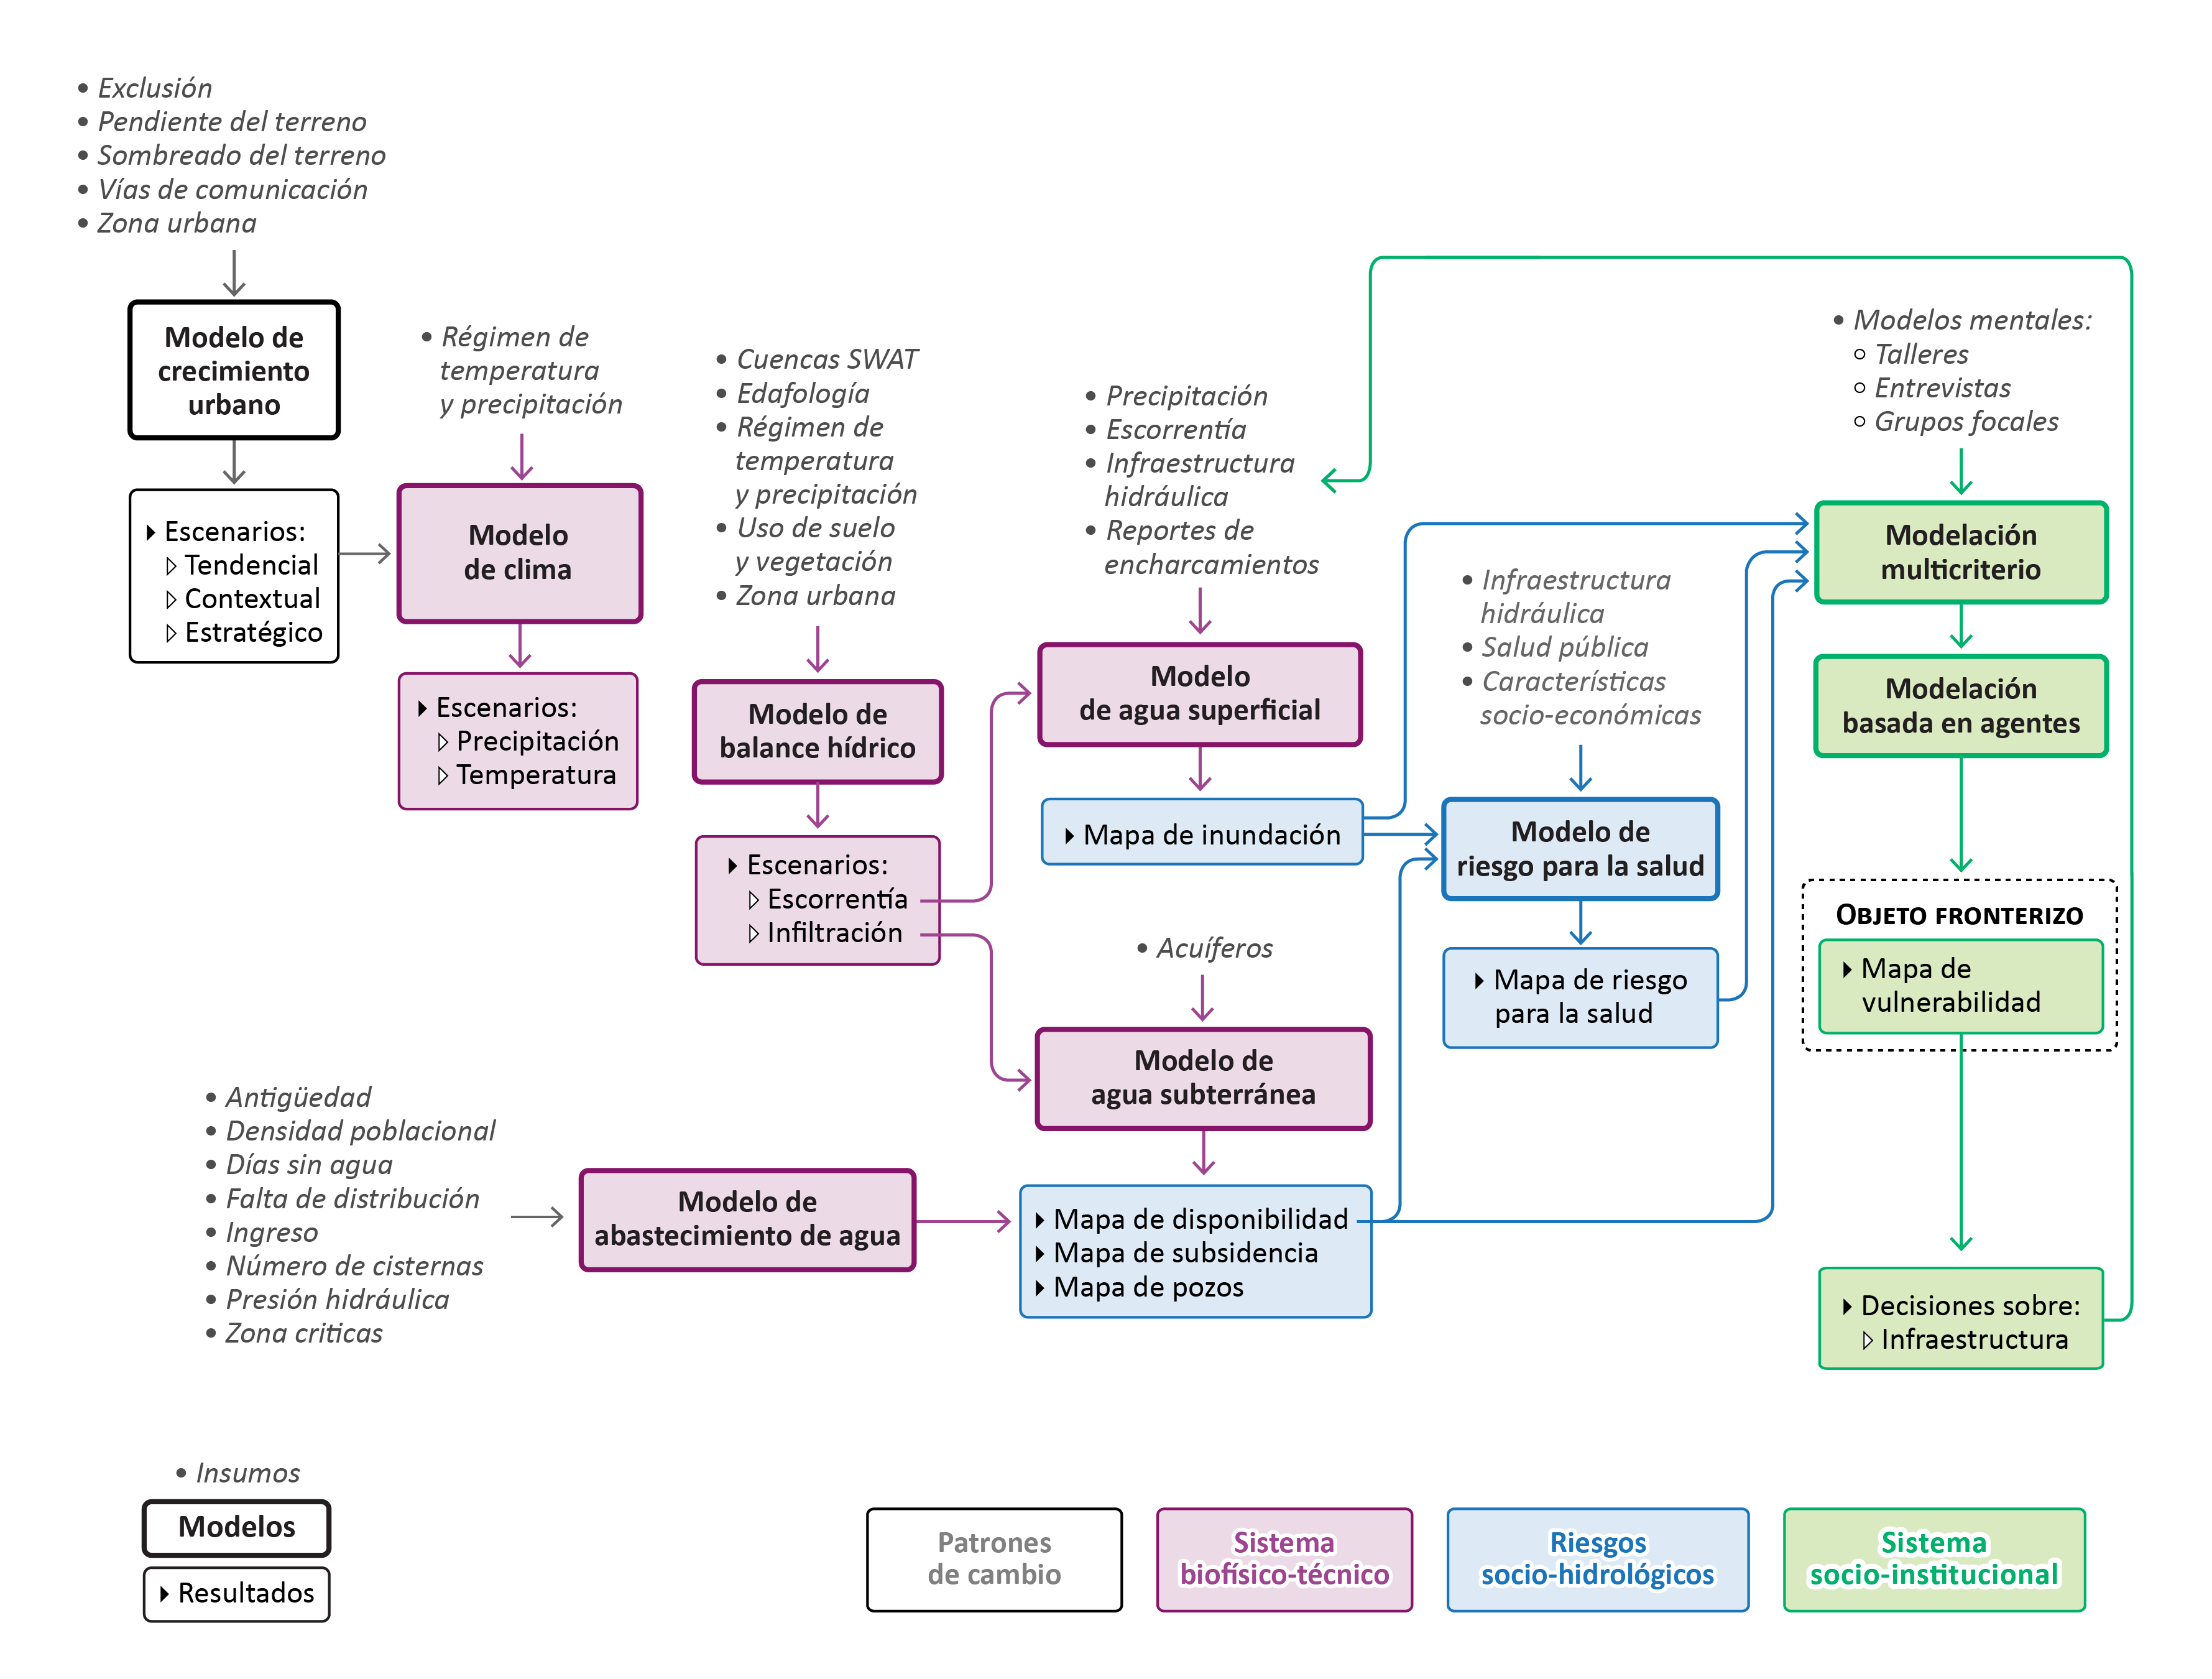 • Exclusión
• Pendiente del terreno
• Sombreado del terreno
• Vías de comunicación
• Zona urbana
Modelo de
crecimiento
urbano
Escenarios:
Tendencial
Contextual
Estratégico
• Régimen de
temperatura
y precipitación
Modelo
de clima
Escenarios:
Precipitación
Temperatura
• Cuencas SWAT
• Edafología
• Régimen de
temperatura
y precipitación
• Uso de suelo
y vegetación
• Zona urbana
Modelo de
balance hídrico
Escenarios:
Escorrentía
Infiltración
• Precipitación
• Escorrentía
• Infraestructura
hidráulica
• Reportes de
encharcamientos
Modelo
de agua superficial
Mapa de inundación
• Acuíferos
Modelo de
agua subterránea
• Antigüedad
• Densidad poblacional
• Días sin agua
• Falta de distribución
• Ingreso
• Número de cisternas
• Presión hidráulica
• Zona criticas
Modelo de
abastecimiento de agua
Mapa de disponibilidad
Mapa de subsidencia
Mapa de pozos
• Infraestructura
hidráulica
• Salud pública
• Características
socio-económicas
Modelo de
riesgo para la salud
Mapa de riesgo
para la salud
• Modelos mentales:
Talleres
Entrevistas
Grupos focales
Modelación
multicriterio
Modelación
basada en agentes
OBJETO FRONTERIZO
Mapa de
vulnerabilidad
Decisiones sobre:
Infraestructura
• Insumos
Modelos
Resultados
Patrones
de cambio
Sistema
biofísico-técnico
Riesgos
socio-hidrológicos
Sistema
socio-institucional